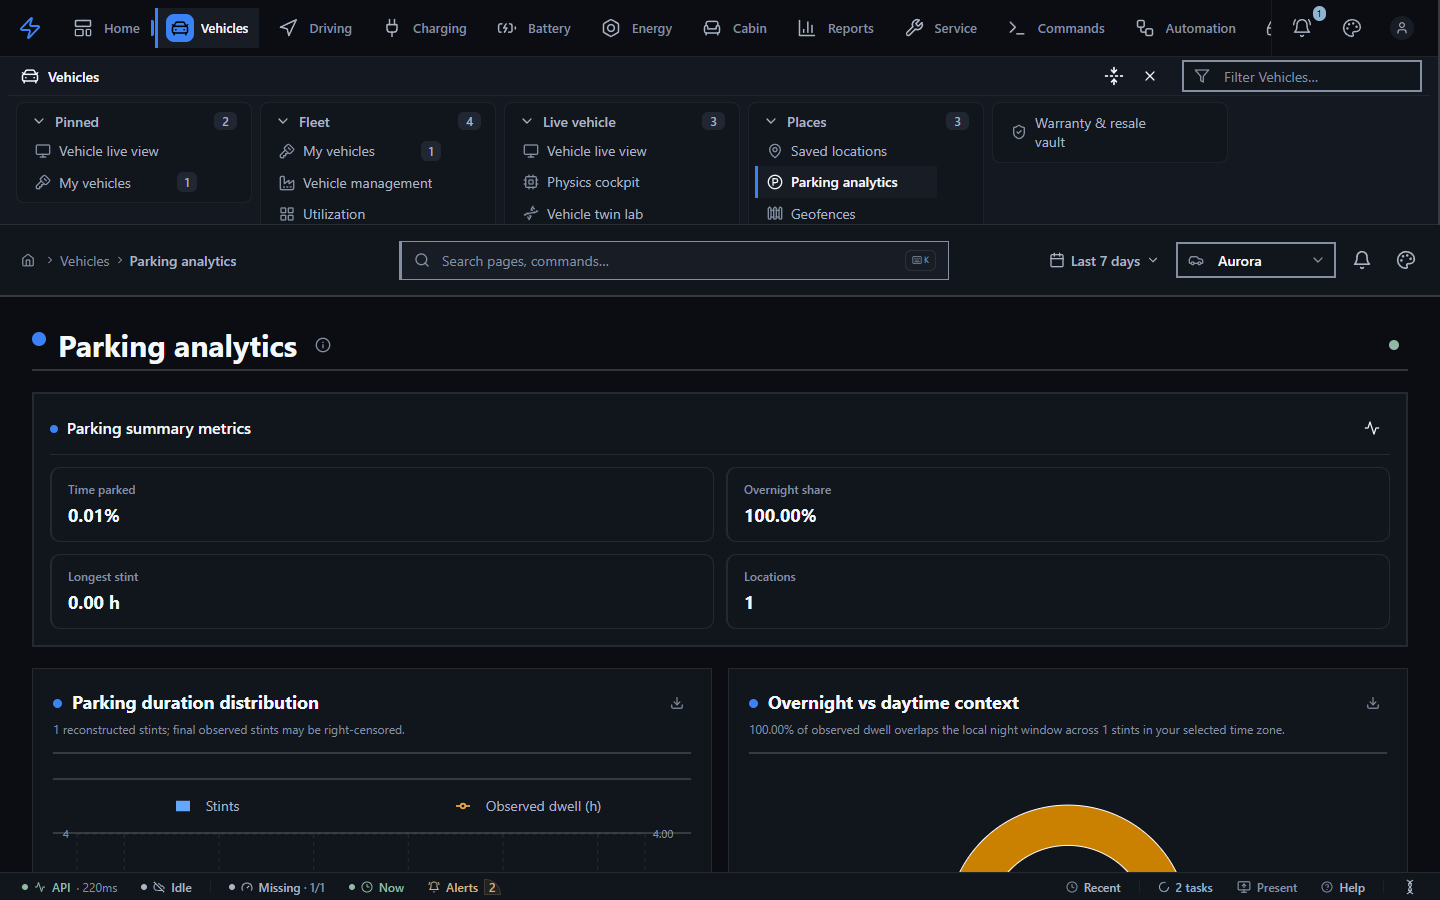 Home
Vehicles
Driving
Charging
Battery
Energy
Cabin
Reports
Service
Commands
Automation
1
Vehicles
Filter Vehicles...
Pinned 2
Vehicle live view
My vehicles 1
Fleet 4
My vehicles 1
Vehicle management
Utilization
Live vehicle 3
Vehicle live view
Physics cockpit
Vehicle twin lab
Places 3
Saved locations
Parking analytics
Geofences
Warranty & resale
vault
Vehicles
Parking analytics
Search pages, commands...
K
Last 7 days
Aurora
Parking analytics
Parking summary metrics
Time parked
0.01%
Overnight share
100.00%
Longest stint
0.00 h
Locations
1
Parking duration distribution
1 reconstructed stints; final observed stints may be right-censored.
Stints
Observed dwell (h)
4
4.00
Overnight vs daytime context
100.00% of observed dwell overlaps the local night window across 1 stints in your selected time zone.
API · 220ms
Idle
Missing · 1/1
Now
Alerts 2
Recent
2 tasks
Present
Help